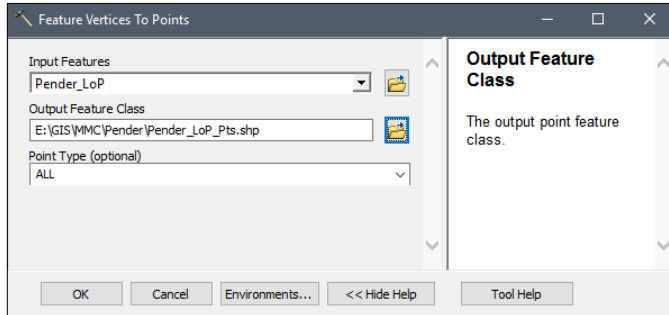 Feature Vertices To Points
Input Features
Pender_LoP
Output Feature Class
E:\GIS\MMC\Pender\Pender_LoP_Pts.shp
Point Type (optional)
ALL
Output Feature
Class
The output point feature
class.
OK
Cancel
Environments...
<< Hide Help
Tool Help